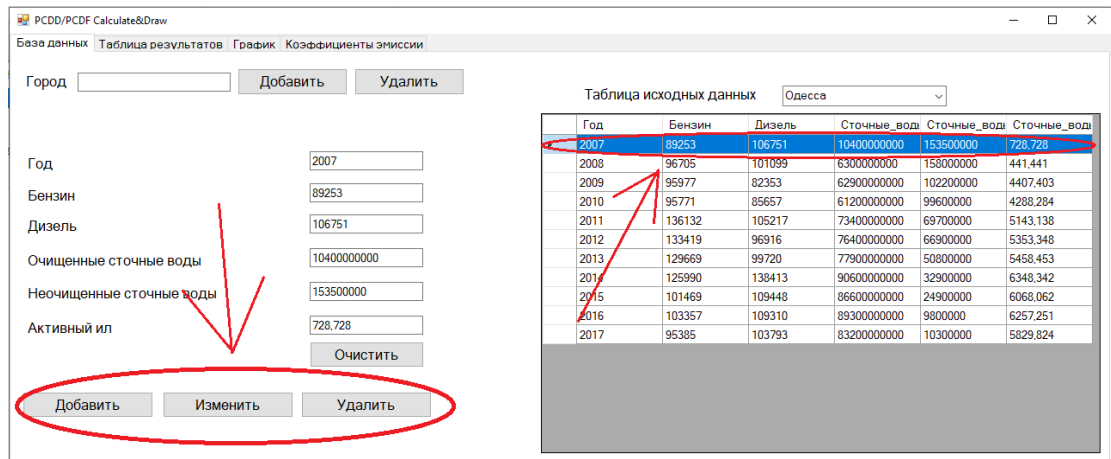 PCDD/PCDF Calculate&Draw
База данных Таблица результатов График Коэффициенты эмиссии
Город Добавить Удалить
Таблица исходных данных Одесса
Год Бензин Дизель Сточные_воды Сточные_воды Сточные_воды
2007 89253 106751 10400000000 153500000 728,728
2008 96705 101099 6300000000 158000000 441,441
2009 95977 82353 62900000000 102200000 4407,403
2010 95771 85657 61200000000 99600000 4288,284
2011 136132 105217 73400000000 69700000 5143,138
2012 133419 96916 76400000000 66900000 5353,348
2013 129669 99720 77900000000 50800000 5458,453
2014 125990 138413 90600000000 32900000 6348,342
2015 101469 109448 86600000000 24900000 6068,062
2016 103357 109310 89300000000 9800000 6257,251
2017 95385 103793 83200000000 10300000 5829,824
Год 2007
Бензин 89253
Дизель 106751
Очищенные сточные воды 10400000000
Неочищенные сточные воды 153500000
Активный ил 728,728
Очистить
Добавить Изменить Удалить